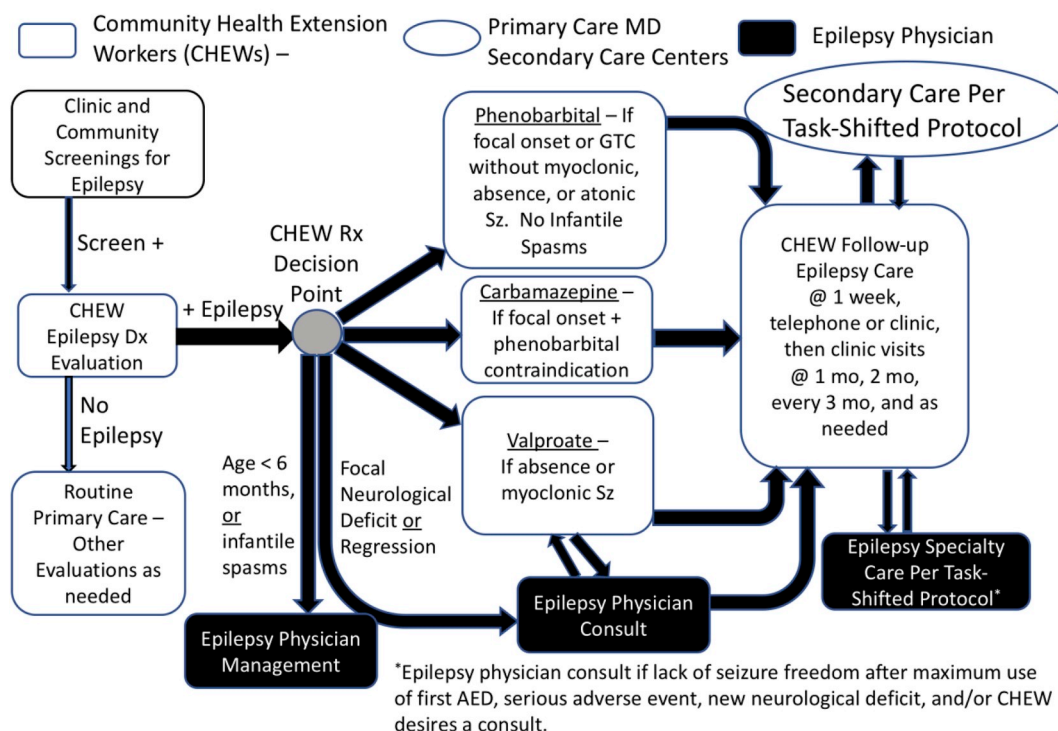 Community Health Extension
Workers (CHEWs) –
Primary Care MD
Secondary Care Centers
Epilepsy Physician
Clinic and
Community
Screenings for
Epilepsy
Screen +
CHEW
Epilepsy Dx
Evaluation
No
Epilepsy
Routine
Primary Care –
Other
Evaluations as
needed
+ Epilepsy
CHEW Rx
Decision
Point
Phenobarbital – If
focal onset or GTC
without myoclonic,
absence, or atonic
Sz. No Infantile
Spasms
Carbamazepine –
If focal onset +
phenobarbital
contraindication
Valproate –
If absence or
myoclonic Sz
Age < 6
months,
or
infantile
spasms
Focal
Neurological
Deficit or
Regression
Epilepsy Physician
Management
Epilepsy Physician
Consult
Secondary Care Per
Task-Shifted Protocol
CHEW Follow-up
Epilepsy Care
@ 1 week,
telephone or clinic,
then clinic visits
@ 1 mo, 2 mo,
every 3 mo, and as
needed
Epilepsy Specialty
Care Per Task-
Shifted Protocol*
*Epilepsy physician consult if lack of seizure freedom after maximum use
of first AED, serious adverse event, new neurological deficit, and/or CHEW
desires a consult.